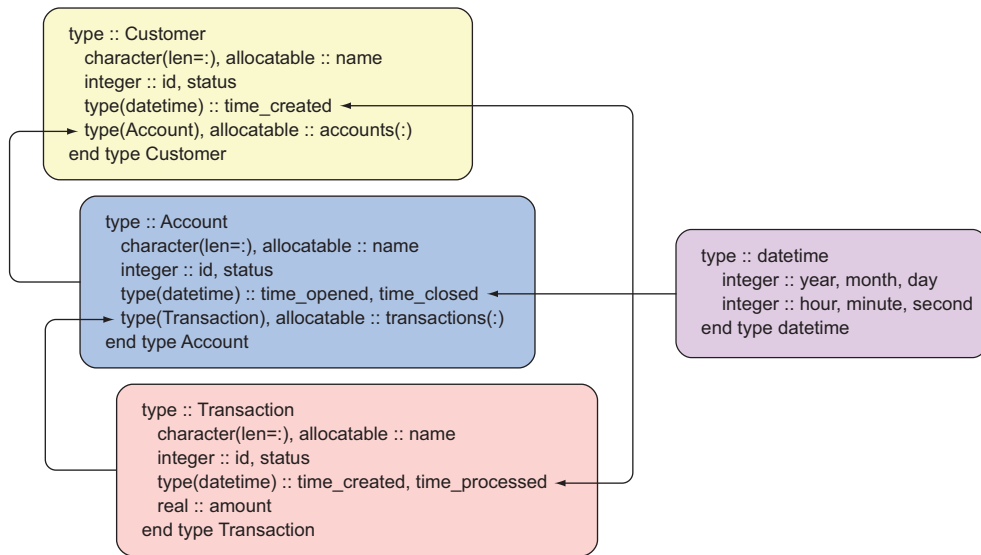 type :: Customer
character(len=:), allocatable :: name
integer :: id, status
type(datetime) :: time_created
type(Account), allocatable :: accounts(:)
end type Customer
type :: Account
character(len=:), allocatable :: name
integer :: id, status
type(datetime) :: time_opened, time_closed
type(Transaction), allocatable :: transactions(:)
end type Account
type :: datetime
integer :: year, month, day
integer :: hour, minute, second
end type datetime
type :: Transaction
character(len=:), allocatable :: name
integer :: id, status
type(datetime) :: time_created, time_processed
real :: amount
end type Transaction